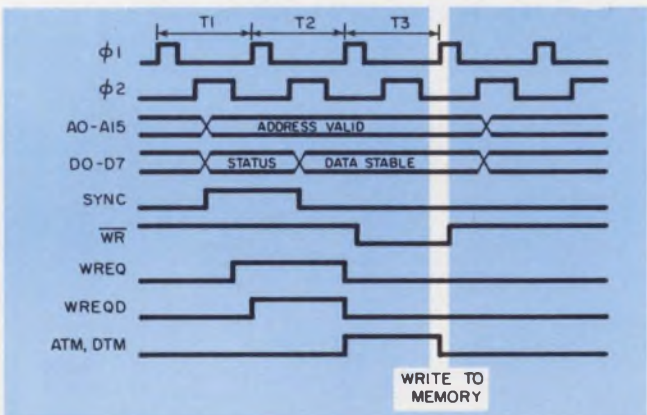 T1 T2 T3
ϕ1
ϕ2
A0-A15 ADDRESS VALID
D0-D7 STATUS DATA STABLE
SYNC
W̅R̅
WREQ
WREQD
ATM, DTM
WRITE TO
MEMORY